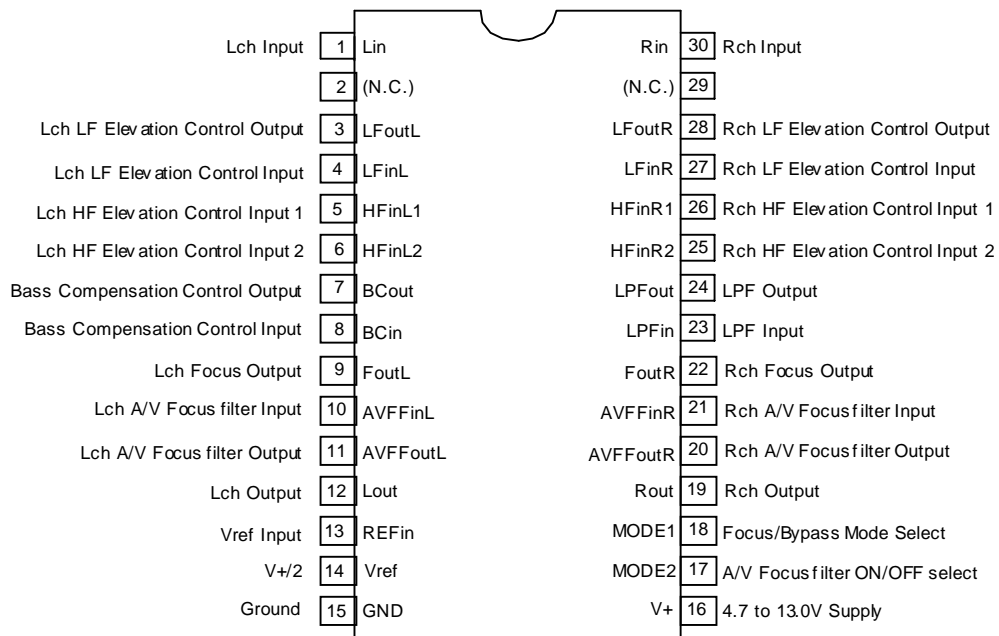 Lch Input 1 Lin Rin 30 Rch Input
2 (N.C.) (N.C.) 29
Lch LF Elevation Control Output 3 LFoutL LFoutR 28 Rch LF Elevation Control Output
Lch LF Elevation Control Input 4 LFinL LFinR 27 Rch LF Elevation Control Input
Lch HF Elevation Control Input 1 5 HFinL1 HFinR1 26 Rch HF Elevation Control Input 1
Lch HF Elevation Control Input 2 6 HFinL2 HFinR2 25 Rch HF Elevation Control Input 2
Bass Compensation Control Output 7 BCout LPFout 24 LPF Output
Bass Compensation Control Input 8 BCin LPFin 23 LPF Input
Lch Focus Output 9 FoutL FoutR 22 Rch Focus Output
Lch A/V Focus filter Input 10 AVFFinL AVFFinR 21 Rch A/V Focus filter Input
Lch A/V Focus filter Output 11 AVFFoutL AVFFoutR 20 Rch A/V Focus filter Output
Lch Output 12 Lout Rout 19 Rch Output
Vref Input 13 REFin MODE1 18 Focus/Bypass Mode Select
V+/2 14 Vref MODE2 17 A/V Focus filter ON/OFF select
Ground 15 GND V+ 16 4.7 to 13.0V Supply